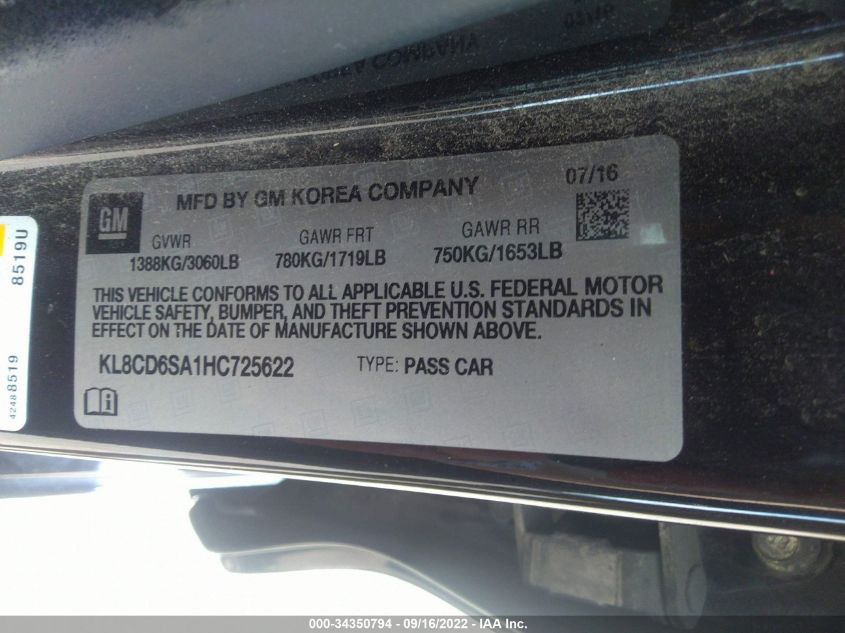 MFD BY GM KOREA COMPANY 07/16
GM
GVWR GAWR FRT GAWR RR
1388KG/3060LB 780KG/1719LB 750KG/1653LB
THIS VEHICLE CONFORMS TO ALL APPLICABLE U.S. FEDERAL MOTOR
VEHICLE SAFETY, BUMPER, AND THEFT PREVENTION STANDARDS IN
EFFECT ON THE DATE OF MANUFACTURE SHOWN ABOVE.
KL8CD6SA1HC725622 TYPE: PASS CAR
8519U
42488519
000-34350794 - 09/16/2022 - IAA Inc.